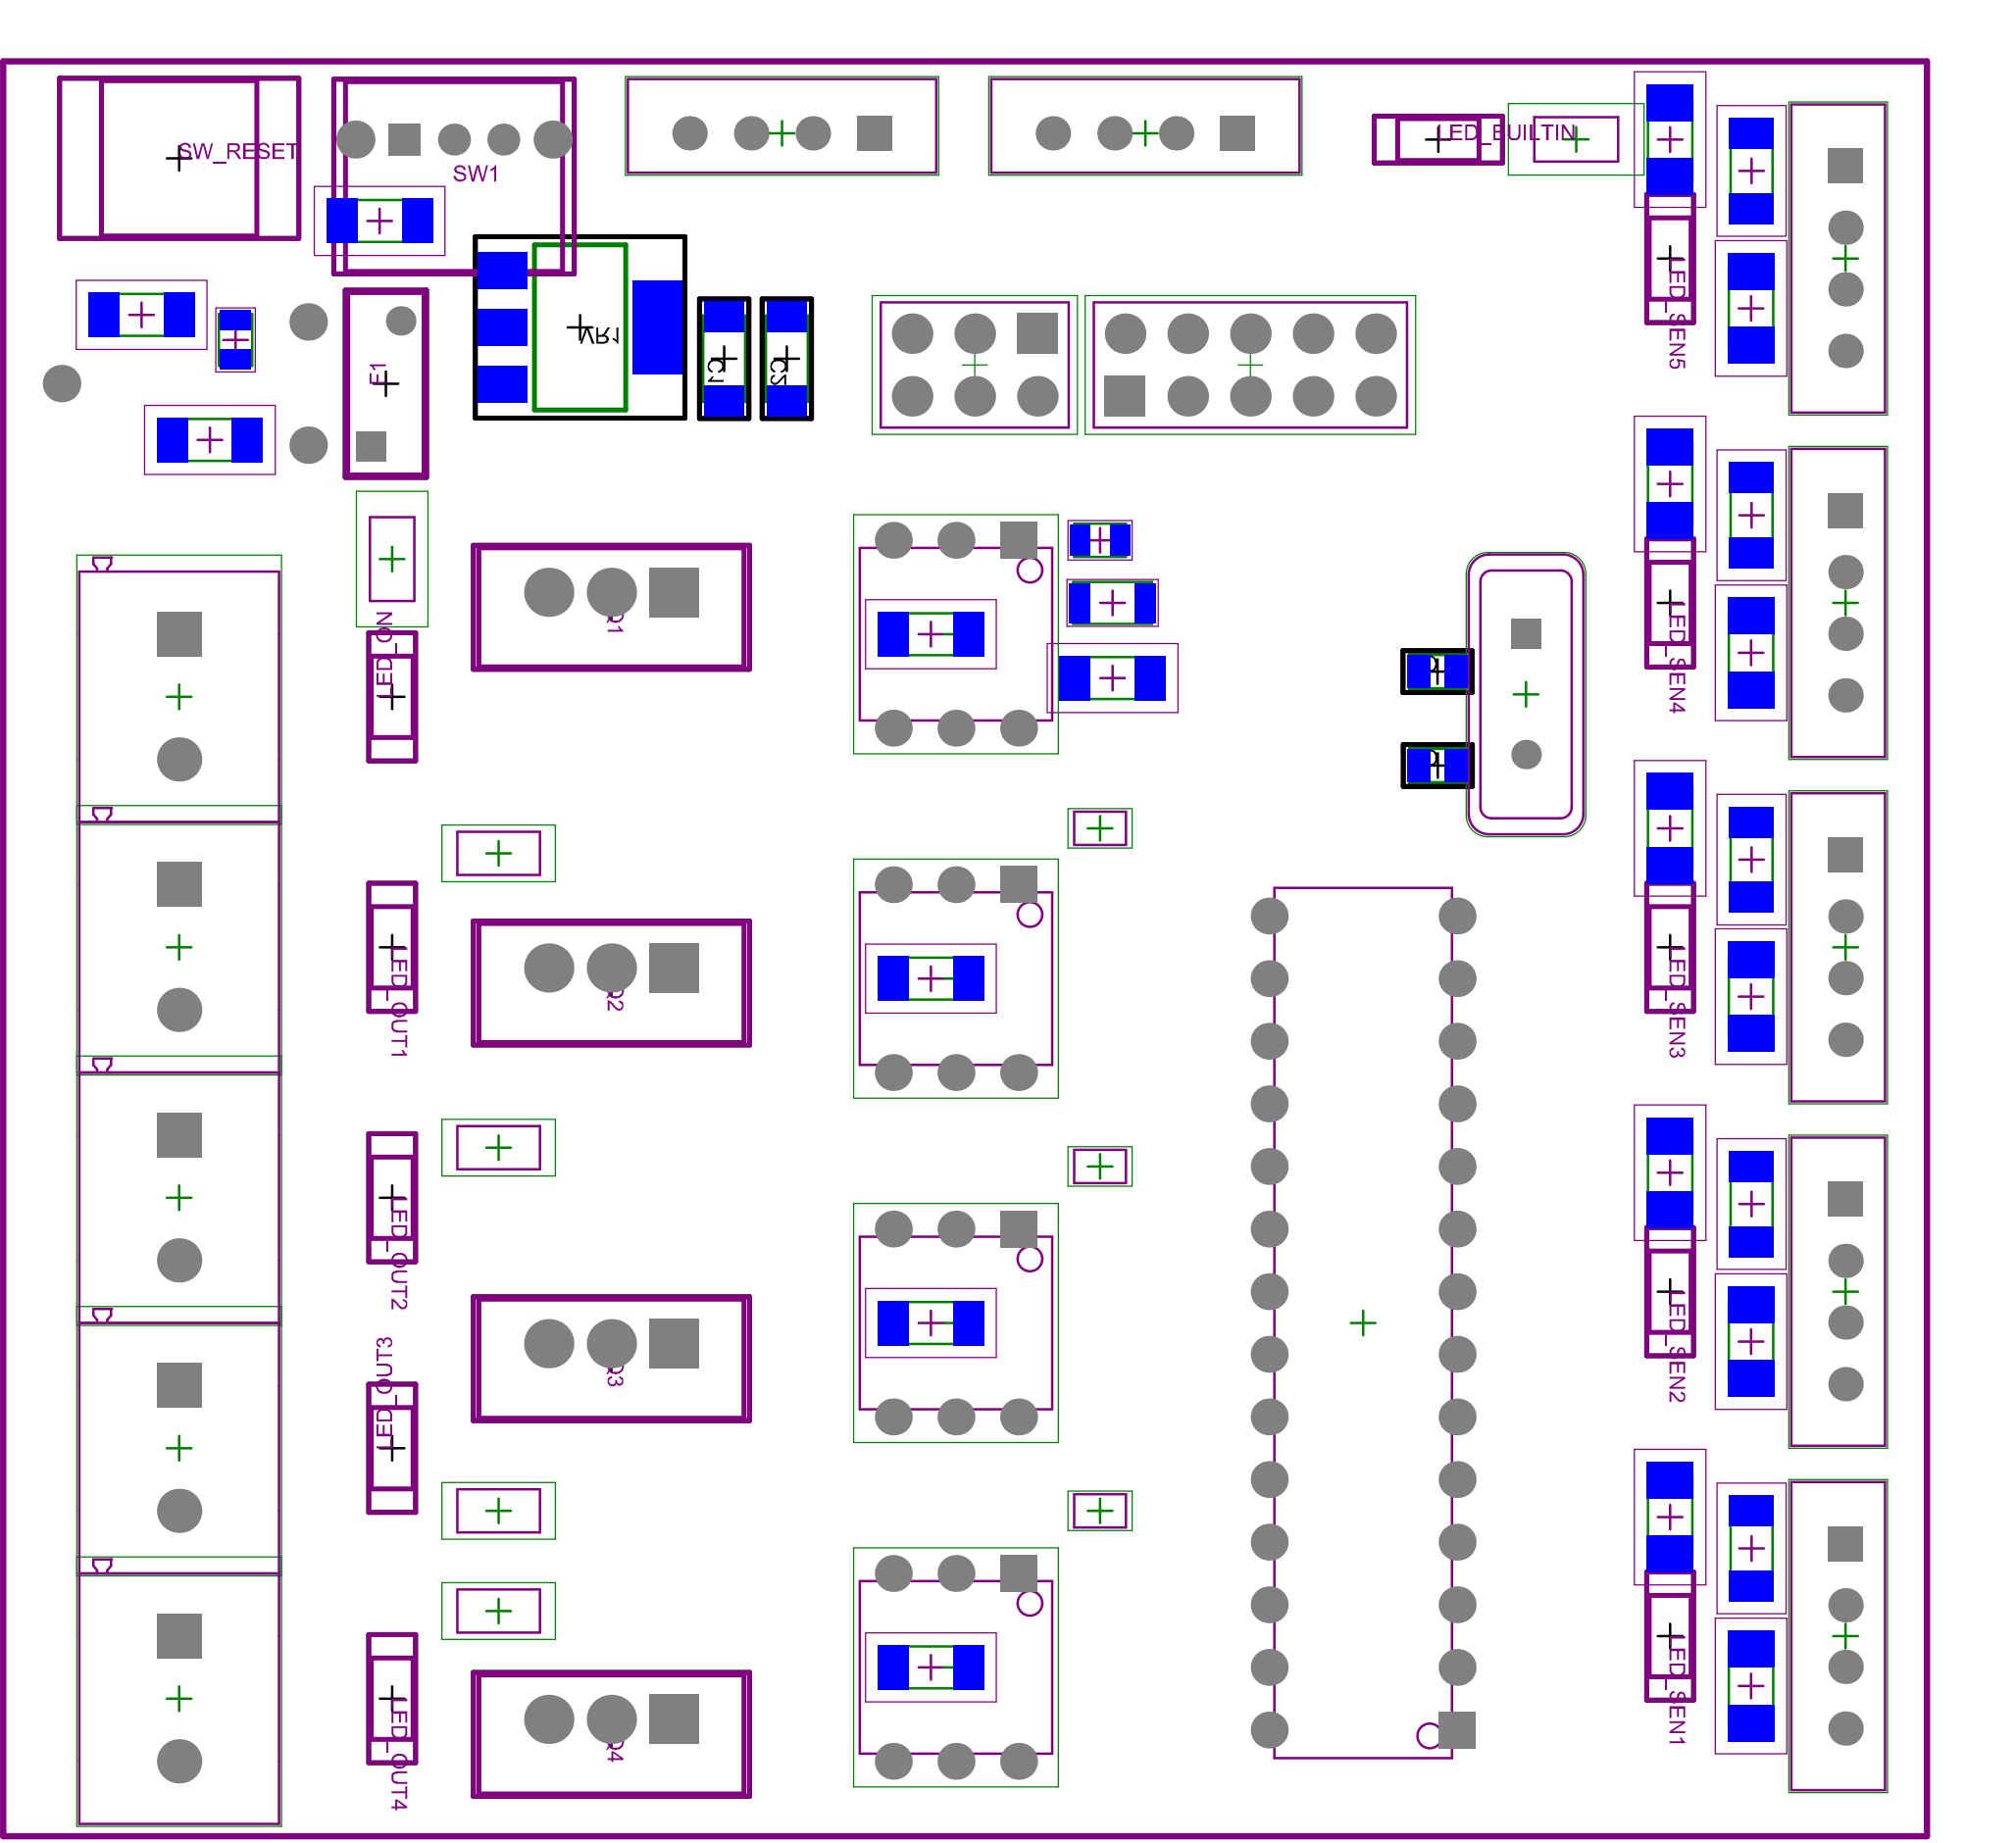 SW_RESET
SW1
LED_BUILTIN
LED_SEN5
VR1
F1
C1
C2
LED_ON
Q1
LED_SEN4
LED_OUT1
Q2
LED_SEN3
LED_OUT2
LED_OUT3
Q3
LED_SEN2
LED_OUT4
Q4
LED_SEN1